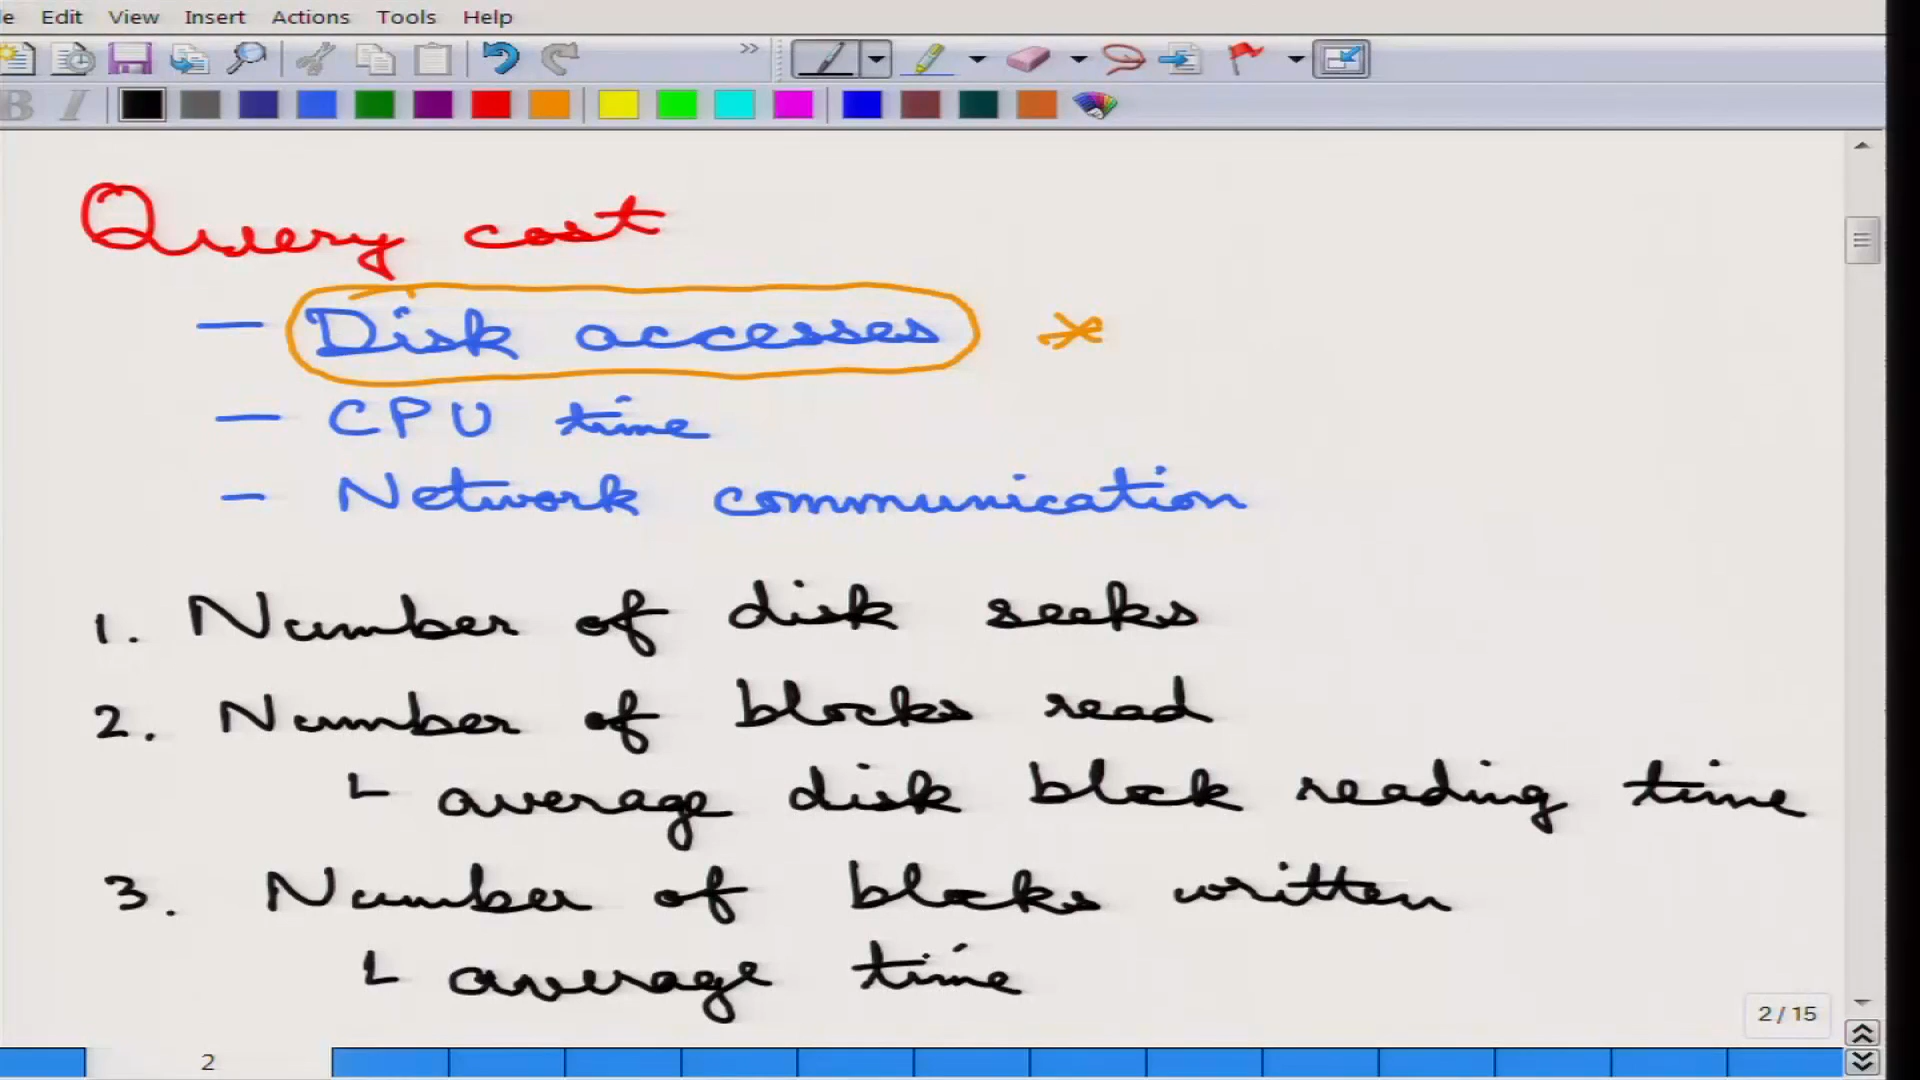 Edit View Insert Actions Tools Help
B I
Query cost
- Disk accesses *
- CPU time
- Network communication
1. Number of disk seeks
2. Number of blocks read
└ average disk block reading time
3. Number of blocks written
└ average time
2 / 15
2